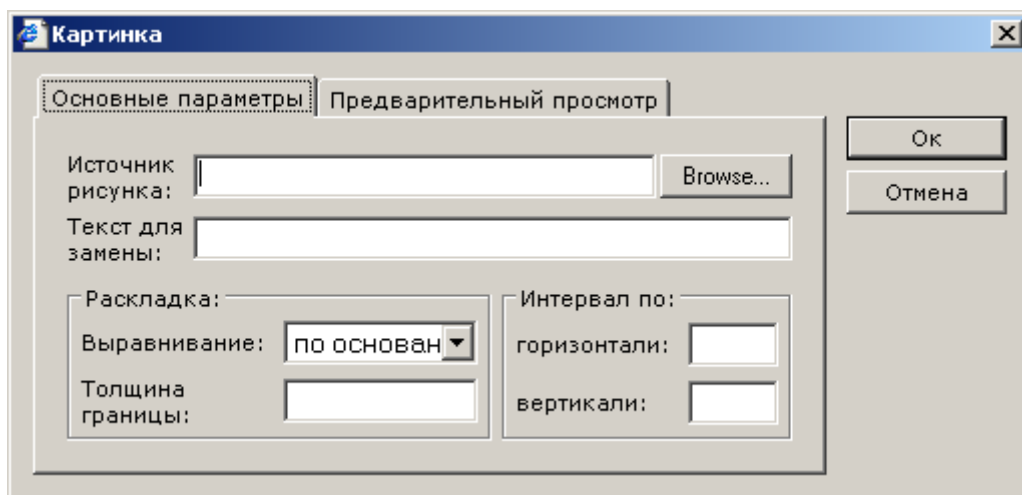 Картинка
Основные параметры
Предварительный просмотр
Источник
рисунка:
Browse...
Текст для
замены:
Раскладка:
Выравнивание:
по основан
Толщина
границы:
Интервал по:
горизонтали:
вертикали:
Ок
Отмена